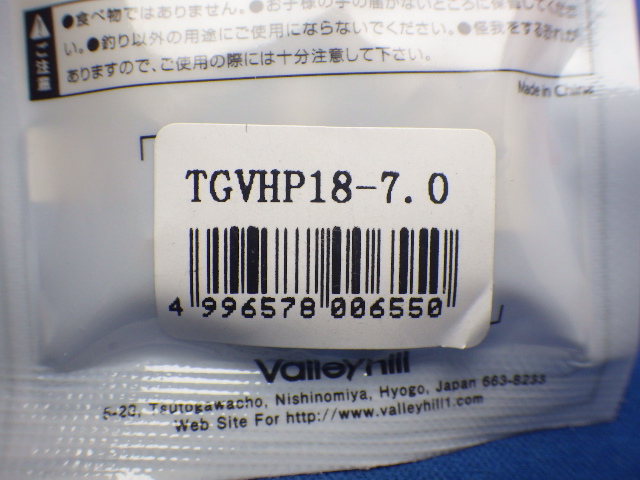 ●食べ物ではありません。●お子様の手の届かないところに保管してくださ
い。●釣り以外の用途にご使用にならないでください。●怪我をする恐れが
ありますので、ご使用の際には十分注意して下さい。
ご注意
Made in China
TGVHP18-7.0
4 996578 006550
Valleyhill
5-20, Tsutogawacho, Nishinomiya, Hyogo, Japan 663-8233
Web Site For http://www.valleyhill1.com